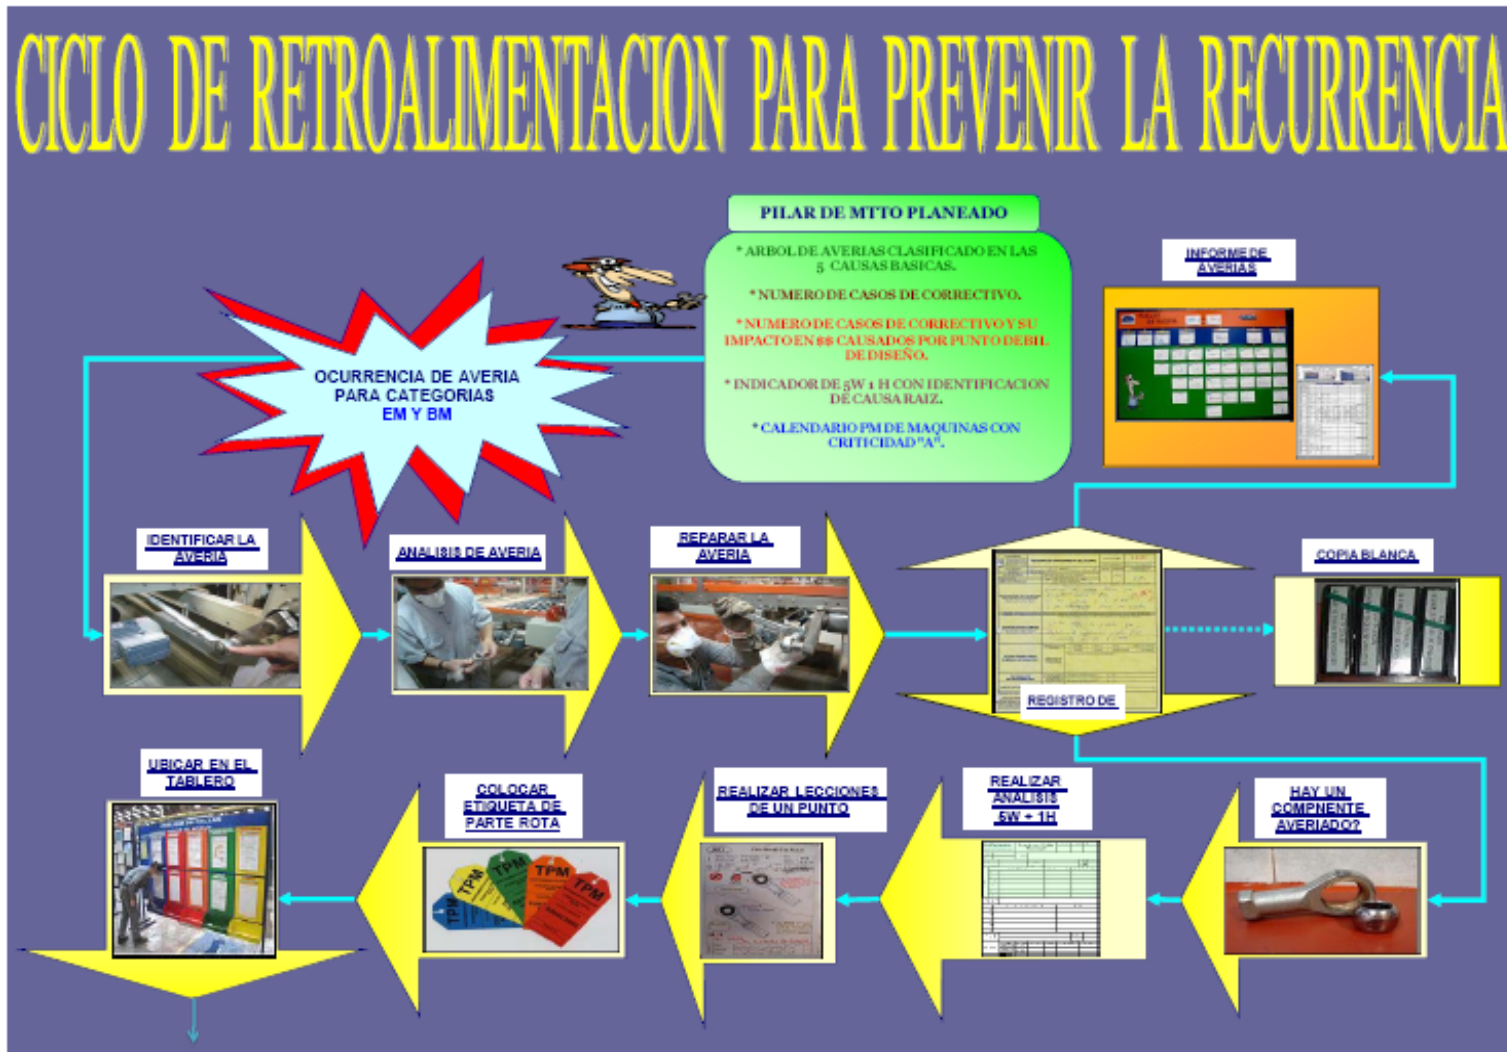 CICLO DE RETROALIMENTACION PARA PREVENIR LA RECURRENCIA
PILAR DE MTTO PLANEADO
* ARBOL DE AVERIAS CLASIFICADO EN LAS
5 CAUSAS BASICAS.
* NUMERO DE CASOS DE CORRECTIVO.
* NUMERO DE CASOS DE CORRECTIVO Y SU
IMPACTO EN $$ CAUSADOS POR PUNTO DEBIL
DE DISEÑO.
* INDICADOR DE 5W 1 H CON IDENTIFICACION
DE CAUSA RAIZ.
* CALENDARIO PM DE MAQUINAS CON
CRITICIDAD "A".
INFORME DE
AVERIAS
OCURRENCIA DE AVERIA
PARA CATEGORIAS
EM Y BM
IDENTIFICAR LA
AVERIA
ANALISIS DE AVERIA
REPARAR LA
AVERIA
REGISTRO DE
COPIA BLANCA
UBICAR EN EL
TABLERO
COLOCAR
ETIQUETA DE
PARTE ROTA
TPM
TPM
TPM
TPM
TPM
REALIZAR LECCIONES
DE UN PUNTO
REALIZAR
ANALISIS
5W + 1H
HAY UN
COMPNENTE
AVERIADO?